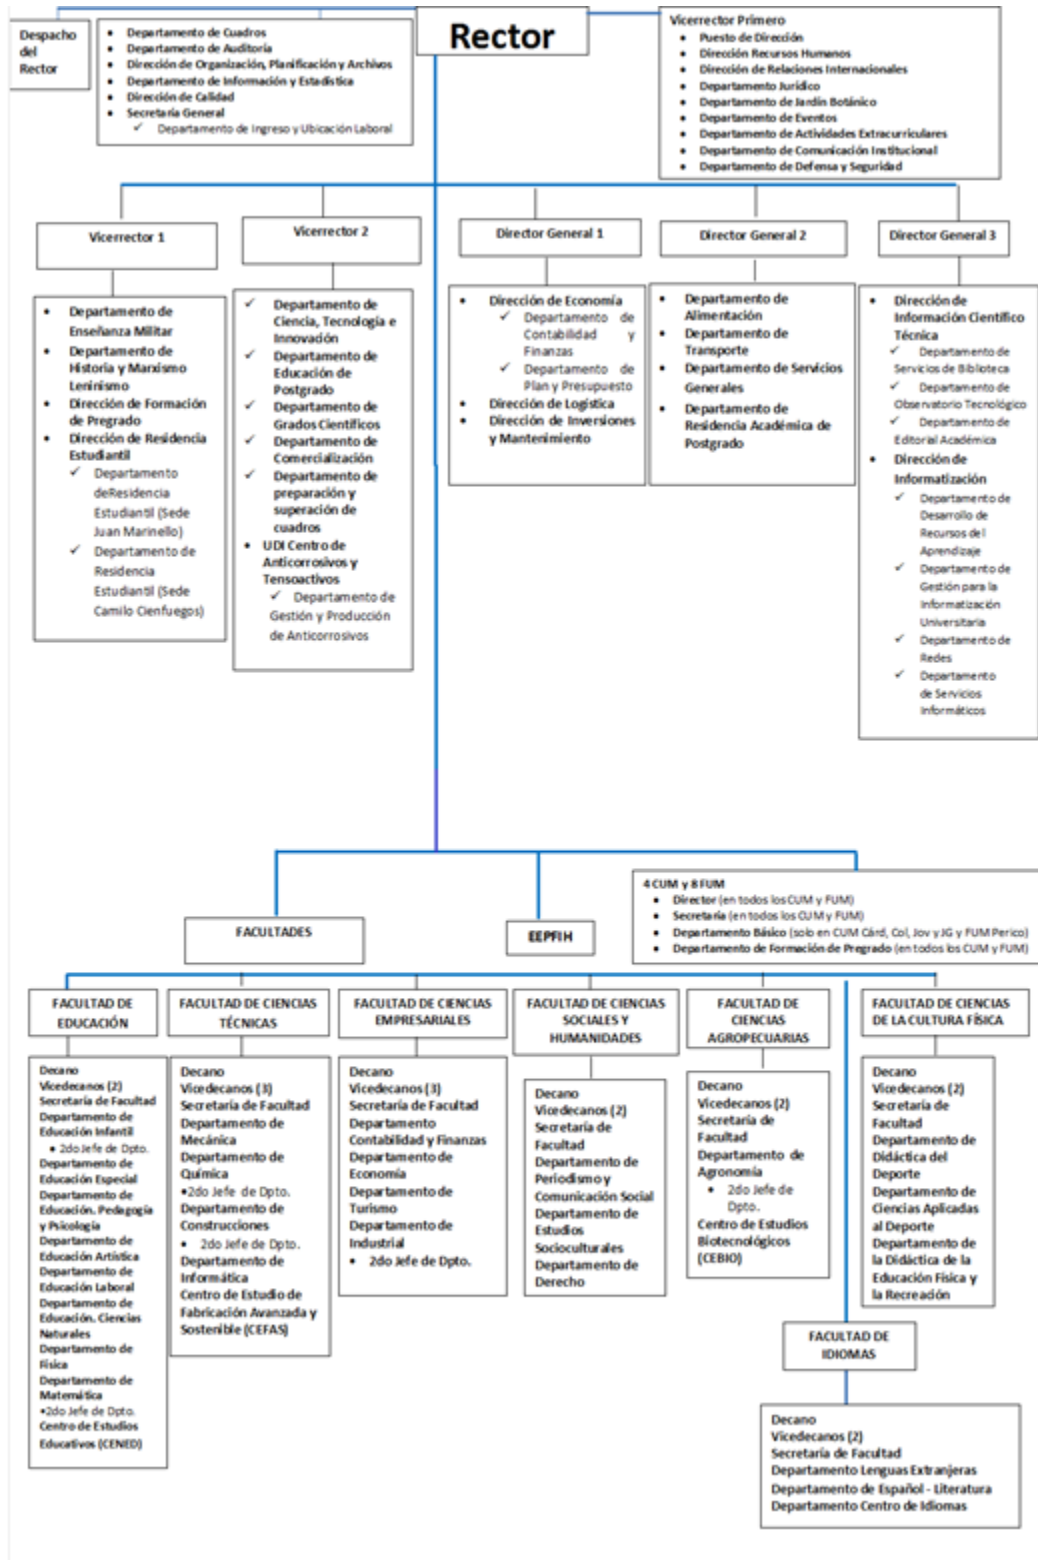 Despacho
del
Rector
• Departamento de Cuadros
• Departamento de Auditoría
• Dirección de Organización, Planificación y Archivos
• Departamento de Información y Estadística
• Dirección de Calidad
• Secretaría General
✓ Departamento de Ingreso y Ubicación Laboral
Rector
Vicerrector Primero
• Puesto de Dirección
• Dirección Recursos Humanos
• Dirección de Relaciones Internacionales
• Departamento Jurídico
• Departamento de Jardín Botánico
• Departamento de Eventos
• Departamento de Actividades Extracurriculares
• Departamento de Comunicación Institucional
• Departamento de Defensa y Seguridad
Vicerrector 1
• Departamento de
Enseñanza Militar
• Departamento de
Historia y Marxismo
Leninismo
• Dirección de Formación
de Pregrado
• Dirección de Residencia
Estudiantil
✓ Departamento
deResidencia
Estudiantil (Sede
Juan Marinello)
✓ Departamento de
Residencia
Estudiantil (Sede
Camilo Cienfuegos)
Vicerrector 2
✓ Departamento de
Ciencia, Tecnología e
Innovación
✓ Departamento de
Educación de
Postgrado
✓ Departamento de
Grados Científicos
✓ Departamento de
Comercialización
✓ Departamento de
preparación y
superación de
cuadros
• UDI Centro de
Anticorrosivos y
Tensoactivos
✓ Departamento de
Gestión y Producción
de Anticorrosivos
Director General 1
• Dirección de Economía
✓ Departamento de
Contabilidad y
Finanzas
✓ Departamento de
Plan y Presupuesto
• Dirección de Logística
• Dirección de Inversiones
y Mantenimiento
Director General 2
• Departamento de
Alimentación
• Departamento de
Transporte
• Departamento de Servicios
Generales
• Departamento de
Residencia Académica de
Postgrado
Director General 3
• Dirección de
Información Científico
Técnica
✓ Departamento de
Servicios de Biblioteca
✓ Departamento de
Observatorio Tecnológico
✓ Departamento de
Editorial Académica
• Dirección de
Informatización
✓ Departamento de
Desarrollo de
Recursos del
Aprendizaje
✓ Departamento de
Gestión para la
Informatización
Universitaria
✓ Departamento de
Redes
✓ Departamento
de Servicios
Informáticos
FACULTADES
EEPFIH
4 CUM y 8 FUM
• Director (en todos los CUM y FUM)
• Secretaría (en todos los CUM y FUM)
• Departamento Básico (solo en CUM Cárd, Col, Jov y JG y FUM Perico)
• Departamento de Formación de Pregrado (en todos los CUM y FUM)
FACULTAD DE
EDUCACIÓN
Decano
Vicedecanos (2)
Secretaría de Facultad
Departamento de
Educación Infantil
• 2do Jefe de Dpto.
Departamento de
Educación Especial
Departamento de
Educación. Pedagogía
y Psicología
Departamento de
Educación Artística
Departamento de
Educación Laboral
Departamento de
Educación. Ciencias
Naturales
Departamento de
Física
Departamento de
Matemática
•2do Jefe de Dpto.
Centro de Estudios
Educativos (CENED)
FACULTAD DE CIENCIAS
TÉCNICAS
Decano
Vicedecanos (3)
Secretaría de Facultad
Departamento de
Mecánica
Departamento de
Química
•2do Jefe de Dpto.
Departamento de
Construcciones
• 2do Jefe de Dpto.
Departamento de
Informática
Centro de Estudio de
Fabricación Avanzada y
Sostenible (CEFAS)
FACULTAD DE CIENCIAS
EMPRESARIALES
Decano
Vicedecanos (3)
Secretaría de Facultad
Departamento
Contabilidad y Finanzas
Departamento de
Economía
Departamento de
Turismo
Departamento de
Industrial
• 2do Jefe de Dpto.
FACULTAD DE CIENCIAS
SOCIALES Y
HUMANIDADES
Decano
Vicedecanos (2)
Secretaría de
Facultad
Departamento de
Periodismo y
Comunicación Social
Departamento de
Estudios
Socioculturales
Departamento de
Derecho
FACULTAD DE
CIENCIAS
AGROPECUARIAS
Decano
Vicedecanos (2)
Secretaría de
Facultad
Departamento de
Agronomía
• 2do Jefe de
Dpto.
Centro de Estudios
Biotecnológicos
(CEBIO)
FACULTAD DE CIENCIAS
DE LA CULTURA FÍSICA
Decano
Vicedecanos (2)
Secretaría de
Facultad
Departamento de
Didáctica del
Deporte
Departamento de
Ciencias Aplicadas
al Deporte
Departamento de
la Didáctica de la
Educación Física y
la Recreación
FACULTAD DE
IDIOMAS
Decano
Vicedecanos (2)
Secretaría de Facultad
Departamento Lenguas Extranjeras
Departamento de Español - Literatura
Departamento Centro de Idiomas